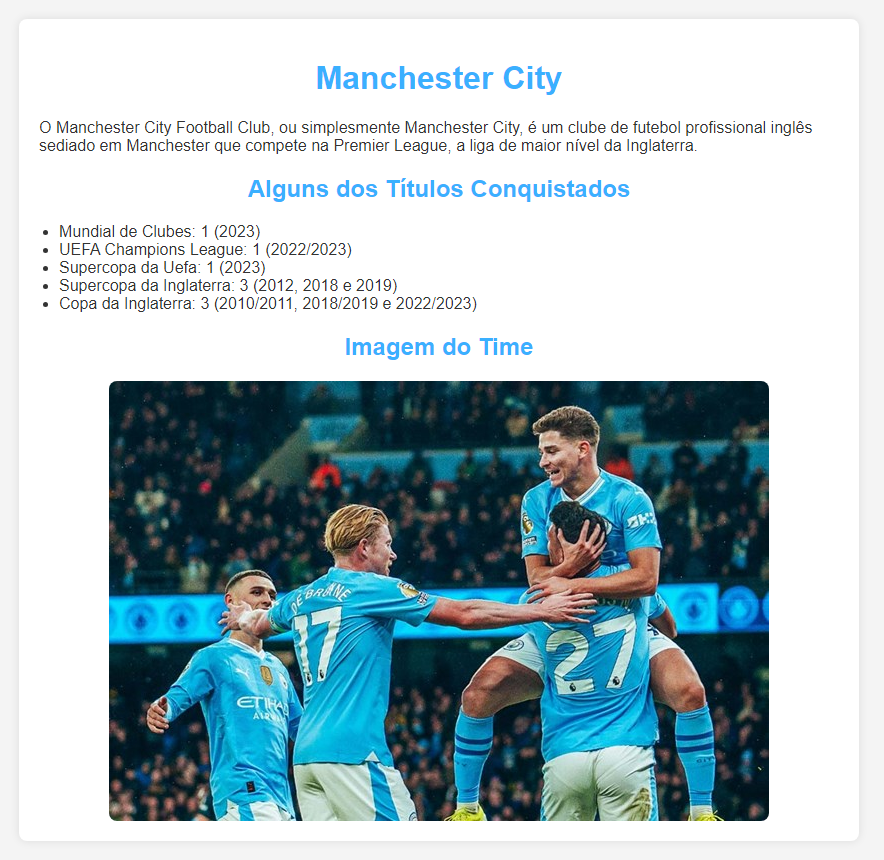 Manchester City
O Manchester City Football Club, ou simplesmente Manchester City, é um clube de futebol profissional inglês
sediado em Manchester que compete na Premier League, a liga de maior nível da Inglaterra.
Alguns dos Títulos Conquistados
Mundial de Clubes: 1 (2023)
UEFA Champions League: 1 (2022/2023)
Supercopa da Uefa: 1 (2023)
Supercopa da Inglaterra: 3 (2012, 2018 e 2019)
Copa da Inglaterra: 3 (2010/2011, 2018/2019 e 2022/2023)
Imagem do Time
DE BRUYNE
17
27
ETIHAD
AIRWAYS